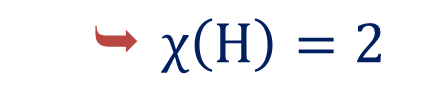 ➥ χ(H) = 2